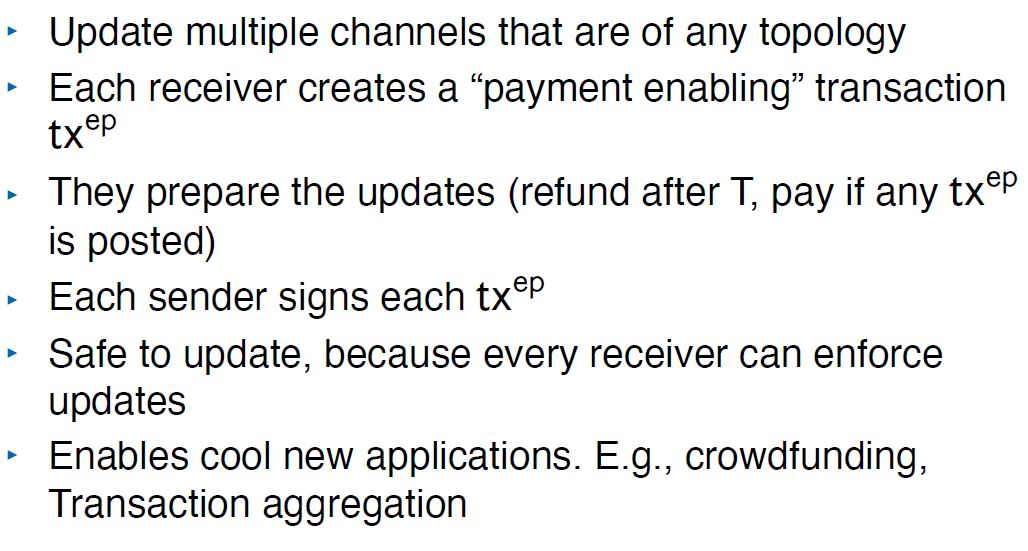 Update multiple channels that are of any topology
Each receiver creates a “payment enabling” transaction
tx^ep
They prepare the updates (refund after T, pay if any tx^ep
is posted)
Each sender signs each tx^ep
Safe to update, because every receiver can enforce
updates
Enables cool new applications. E.g., crowdfunding,
Transaction aggregation